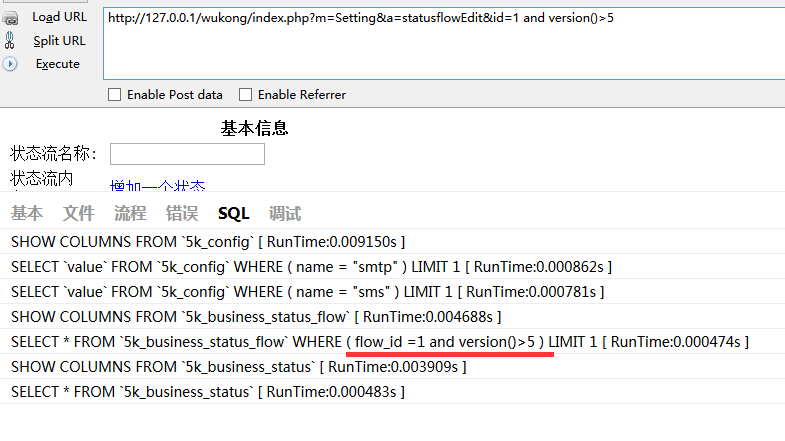 Load URL
http://127.0.0.1/wukong/index.php?m=Setting&a=statusflowEdit&id=1 and version()>5
Split URL
Execute
Enable Post data Enable Referrer
基本信息
状态流名称：
状态流内
增加一个状态
基本 文件 流程 错误 SQL 调试
SHOW COLUMNS FROM `5k_config` [ RunTime:0.009150s ]
SELECT `value` FROM `5k_config` WHERE ( name = "smtp" ) LIMIT 1 [ RunTime:0.000862s ]
SELECT `value` FROM `5k_config` WHERE ( name = "sms" ) LIMIT 1 [ RunTime:0.000781s ]
SHOW COLUMNS FROM `5k_business_status_flow` [ RunTime:0.004688s ]
SELECT * FROM `5k_business_status_flow` WHERE ( flow_id =1 and version()>5 ) LIMIT 1 [ RunTime:0.000474s ]
SHOW COLUMNS FROM `5k_business_status` [ RunTime:0.003909s ]
SELECT * FROM `5k_business_status` [ RunTime:0.000483s ]